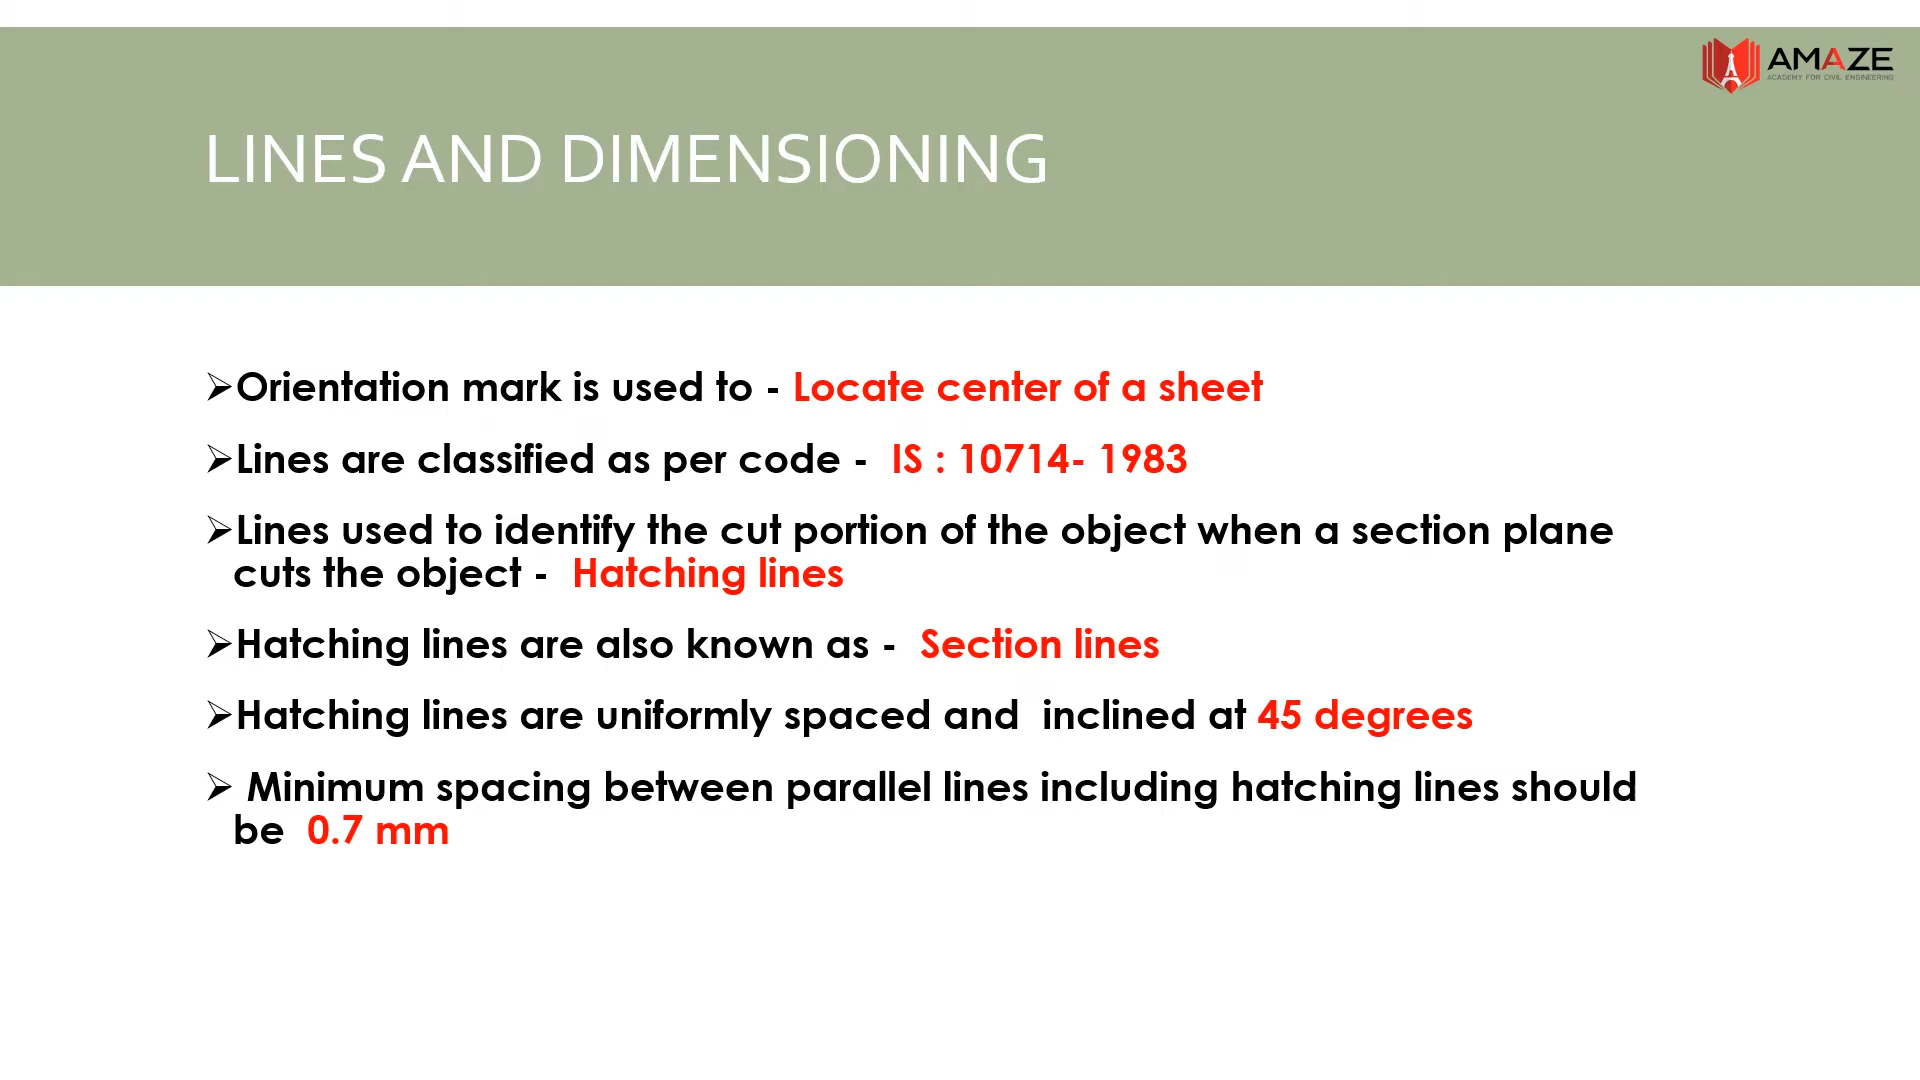 AMAZE
ACADEMY FOR CIVIL ENGINEERING
LINES AND DIMENSIONING
➢Orientation mark is used to - Locate center of a sheet
➢Lines are classified as per code - IS : 10714- 1983
➢Lines used to identify the cut portion of the object when a section plane
cuts the object - Hatching lines
➢Hatching lines are also known as - Section lines
➢Hatching lines are uniformly spaced and inclined at 45 degrees
➢ Minimum spacing between parallel lines including hatching lines should
be 0.7 mm